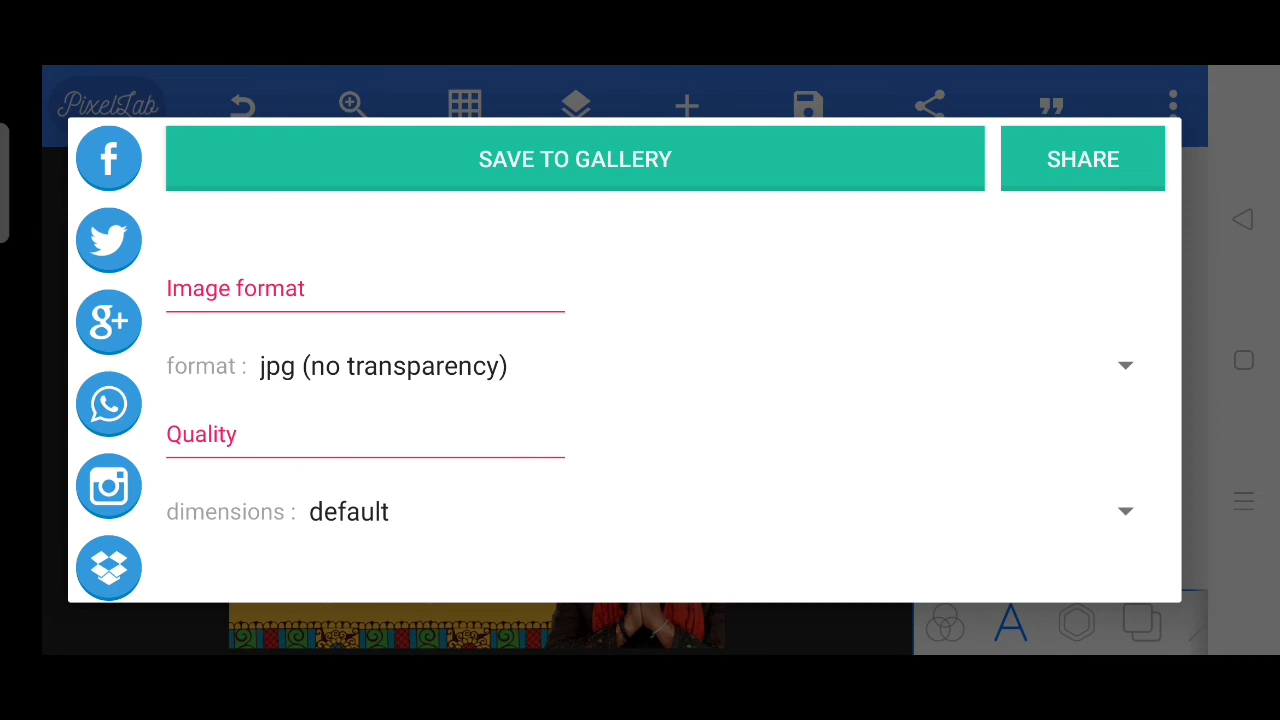 PixelLab
SAVE TO GALLERY
SHARE
Image format
format : jpg (no transparency)
Quality
dimensions : default